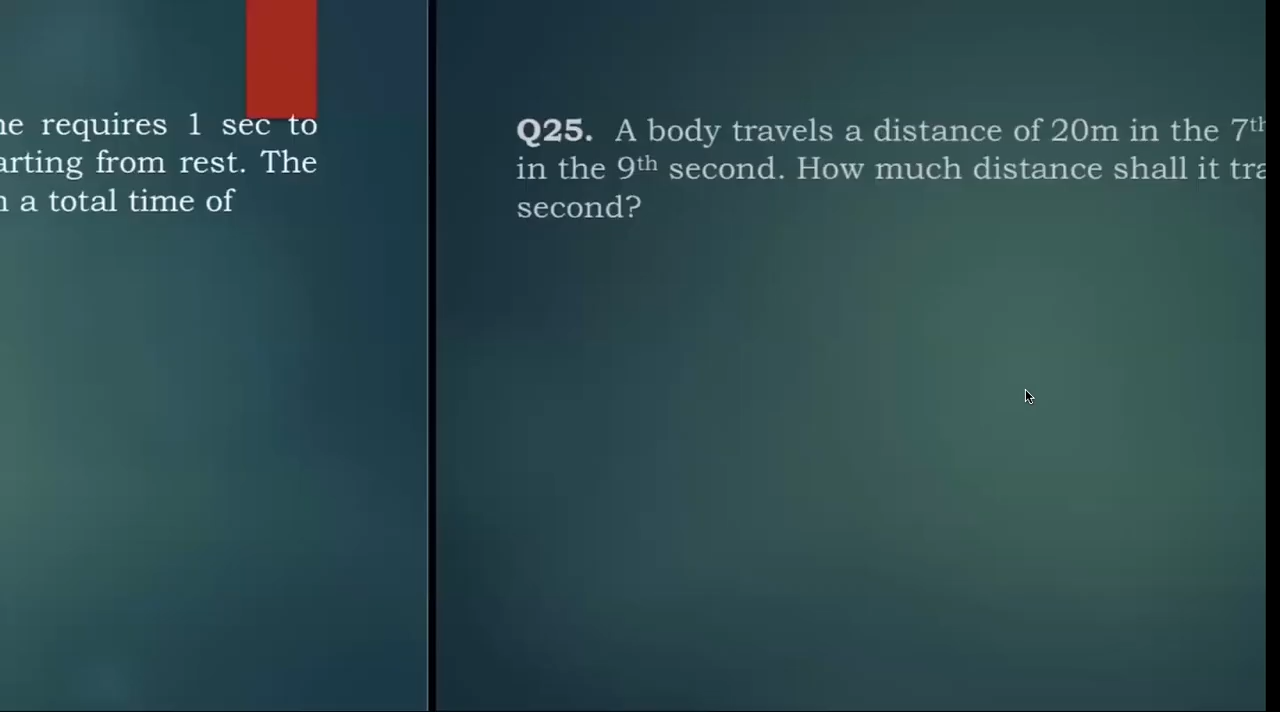 ne requires 1 sec to
arting from rest. The
n a total time of
Q25. A body travels a distance of 20m in the 7th
in the 9th second. How much distance shall it tra
second?